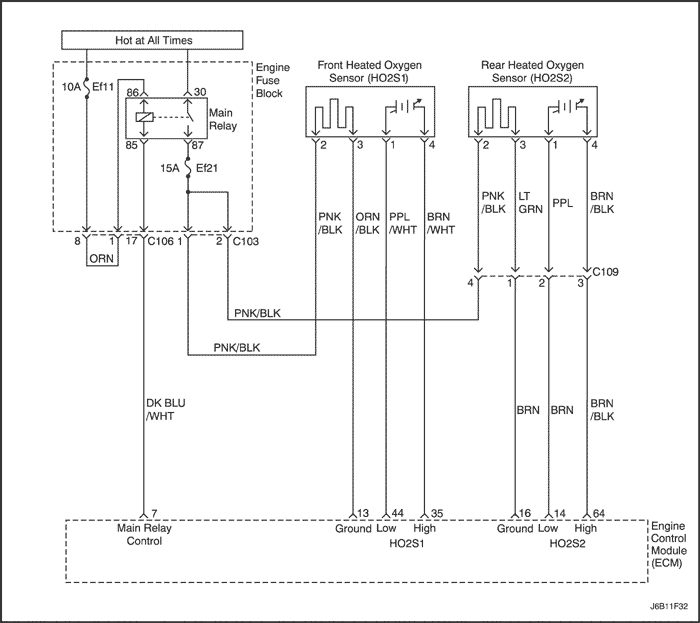 Hot at All Times
Engine
Fuse
Block
10A Ef11
86
30
Main
Relay
85
87
15A Ef21
8 1 17 C106 1 2 C103
ORN
Front Heated Oxygen
Sensor (HO2S1)
2 3 1 4
PNK
/BLK
ORN
/BLK
PPL
/WHT
BRN
/WHT
Rear Heated Oxygen
Sensor (HO2S2)
2 3 1 4
PNK
/BLK
LT
GRN
PPL
BRN
/BLK
C109
4 1 2 3
PNK/BLK
PNK/BLK
DK BLU
/WHT
BRN
BRN
BRN
/BLK
7
13 44 35
16 14 64
Main Relay
Control
Ground Low High
HO2S1
Ground Low High
HO2S2
Engine
Control
Module
(ECM)
J6B11F32